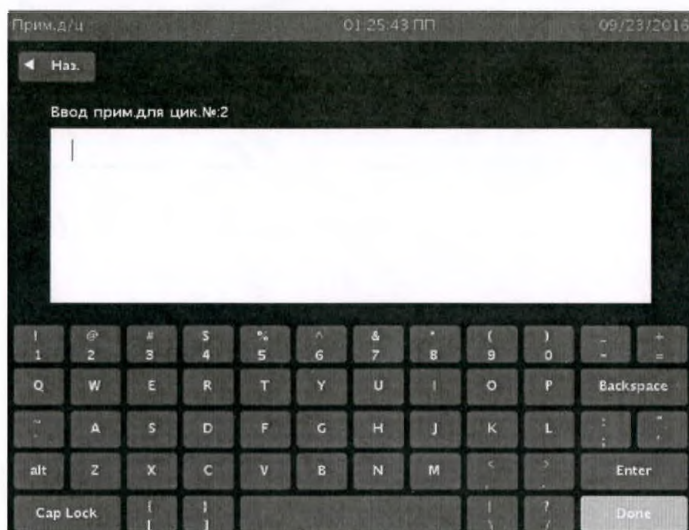 Прим.д/ц 01:25:43 ПП 09/23/2016
◀ Наз.
Ввод прим.для цик.№:2
! @ # $ % ^ & * ( ) _ +
1 2 3 4 5 6 7 8 9 0 - =
Q W E R T Y U I O P Backspace
~ A S D F G H J K L : "
; '
alt Z X C V B N M < > Enter
, .
Cap Lock { } | ? Done
[ ] \ /